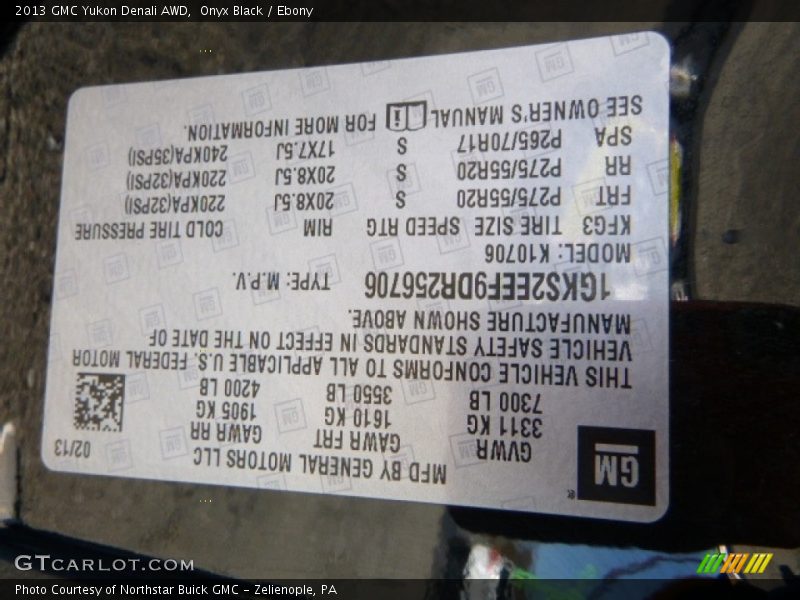 2013 GMC Yukon Denali AWD,  Onyx Black / Ebony
MFD BY GENERAL MOTORS LLC
02/13
GM
GVWR GAWR FRT GAWR RR
3311 KG 1610 KG 1905 KG
7300 LB 3550 LB 4200 LB
THIS VEHICLE CONFORMS TO ALL APPLICABLE U.S. FEDERAL MOTOR
VEHICLE SAFETY STANDARDS IN EFFECT ON THE DATE OF
MANUFACTURE SHOWN ABOVE.
1GKS2EEF9DR256706 TYPE: M.P.V.
MODEL: K10706
KFG3 TIRE SIZE SPEED RTG RIM COLD TIRE PRESSURE
FRT P275/55R20 S 20X8.5J 220KPA(32PSI)
RR P275/55R20 S 20X8.5J 220KPA(32PSI)
SPA P265/70R17 S 17X7.5J 240KPA(35PSI)
SEE OWNER'S MANUAL FOR MORE INFORMATION.
GTCARLOT.COM
Photo Courtesy of Northstar Buick GMC - Zelienople, PA